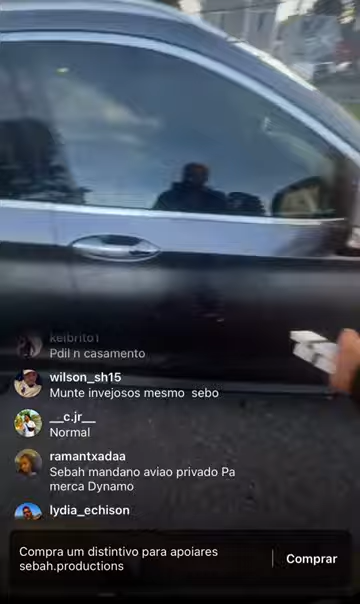 keibrito1
Pdil n casamento
wilson_sh15
Munte invejosos mesmo sebo
__c.jr__
Normal
ramantxadaa
Sebah mandano aviao privado Pa
merca Dynamo
lydia_echison
Compra um distintivo para apoiares
sebah.productions
Comprar